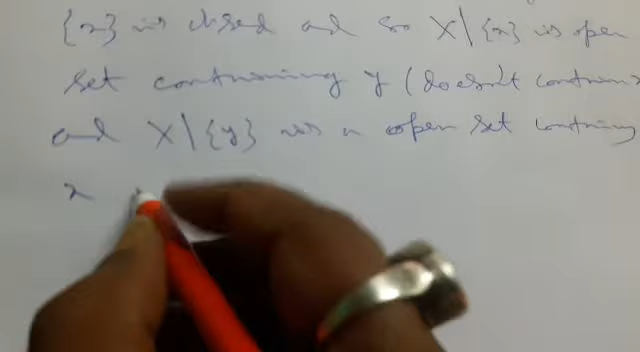 {x} is closed and so X\{x} is open
set containing y (doesn't contain
and X\{y} is a open set containing
x